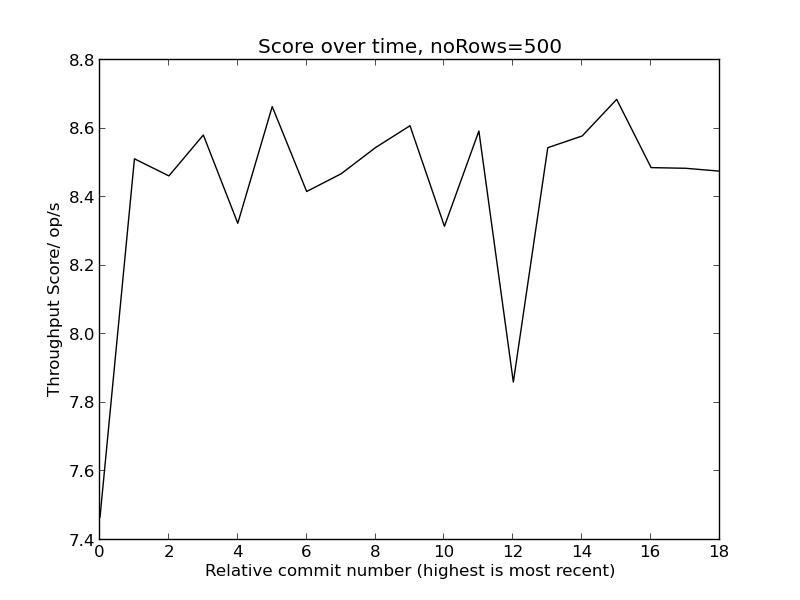 Score over time, noRows=500
Throughput Score/ op/s
8.8
8.6
8.4
8.2
8.0
7.8
7.6
7.4
0 2 4 6 8 10 12 14 16 18
Relative commit number (highest is most recent)